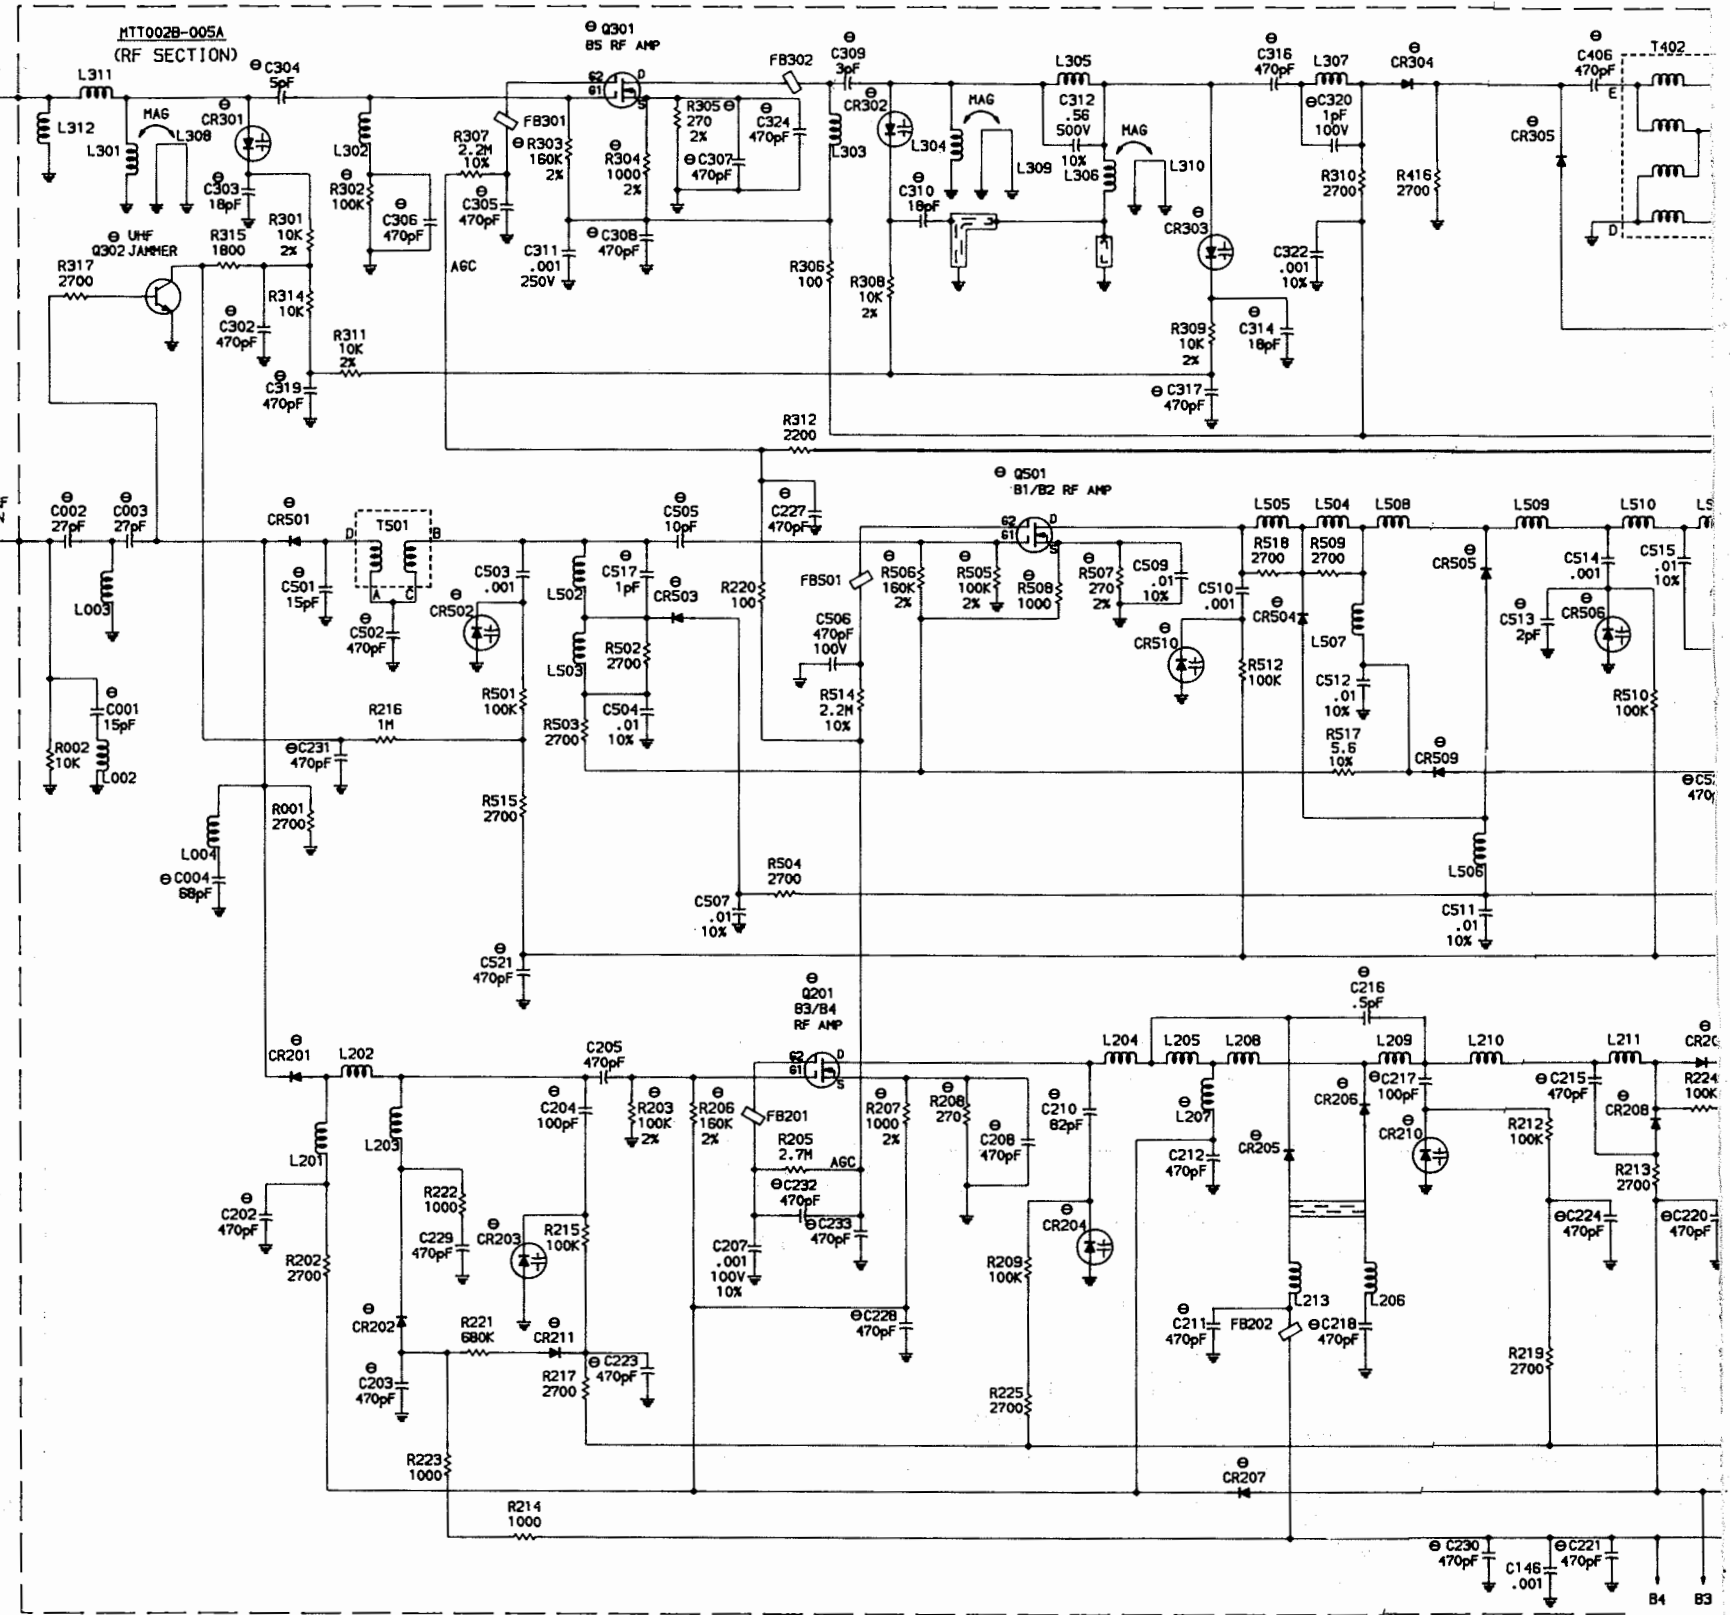 MTT002B-005A
(RF SECTION)
L311
C304
5pF
L312
L301
MAG
L308
CR301
C303
18pF
L302
R302
100K
C306
470pF
R301
10K
2%
R315
1800
UHF
Q302 JAMMER
R317
2700
C302
470pF
R314
10K
R311
10K
2%
C319
470pF
Q301
B5 RF AMP
G2
G1
D
S
FB301
R307
2.2M
10%
R303
160K
2%
C305
470pF
C311
.001
250V
R304
1000
2%
C308
470pF
R305
270
2%
C307
470pF
C324
470pF
FB302
C309
3pF
L303
R306
100
AGC
CR302
L304
MAG
L309
C310
18pF
R308
10K
2%
L305
C312
.56
500V
10%
L306
MAG
L310
CR303
R309
10K
2%
C314
18pF
C317
470pF
C316
470pF
L307
C320
1pF
100V
R310
2700
C322
.001
10%
CR304
R416
2700
CR305
C406
470pF
T402
E
D
R312
2200
C002
27pF
C003
27pF
L003
C001
15pF
R002
10K
L002
CR501
C501
15pF
T501
D
B
A
C
C502
470pF
CR502
C503
.001
R501
100K
R216
1M
C231
470pF
R515
2700
R001
2700
L004
C004
68pF
C521
470pF
L502
C517
1pF
CR503
L503
R502
2700
R503
2700
C504
.01
10%
C505
10pF
C227
470pF
R220
100
C506
470pF
100V
R514
2.2M
10%
FB501
R504
2700
C507
.01
10%
Q501
B1/B2 RF AMP
G2
G1
D
S
R506
160K
2%
R505
100K
2%
R508
1000
R507
270
2%
C509
.01
10%
C510
.001
CR510
R512
100K
L505
L504
L508
R518
2700
R509
2700
CR504
L507
C512
.01
10%
R517
5.6
10%
CR509
CR505
L506
C511
.01
10%
L509
L510
C514
.001
C513
2pF
CR506
C515
.01
10%
R510
100K
470p
CR201
L202
L201
L203
C202
470pF
R202
2700
R222
1000
C229
470pF
CR202
C203
470pF
R221
680K
CR211
CR203
C204
100pF
R215
100K
R217
2700
C223
470pF
R223
1000
R214
1000
C205
470pF
R203
100K
2%
R206
160K
2%
Q201
B3/B4
RF AMP
G2
G1
D
S
FB201
R205
2.7M
AGC
C232
470pF
C207
.001
100V
10%
C233
470pF
R207
1000
2%
C228
470pF
R208
270
C208
470pF
C210
82pF
CR204
R209
100K
R225
2700
L204
L205
L208
L207
C212
470pF
CR205
C211
470pF
L213
FB202
C216
.5pF
CR206
L206
C218
470pF
L209
C217
100pF
CR210
L210
R212
100K
C224
470pF
R219
2700
L211
C215
470pF
CR208
R213
2700
R224
100K
C220
470pF
CR207
C230
470pF
C146
.001
C221
470pF
B4
B3